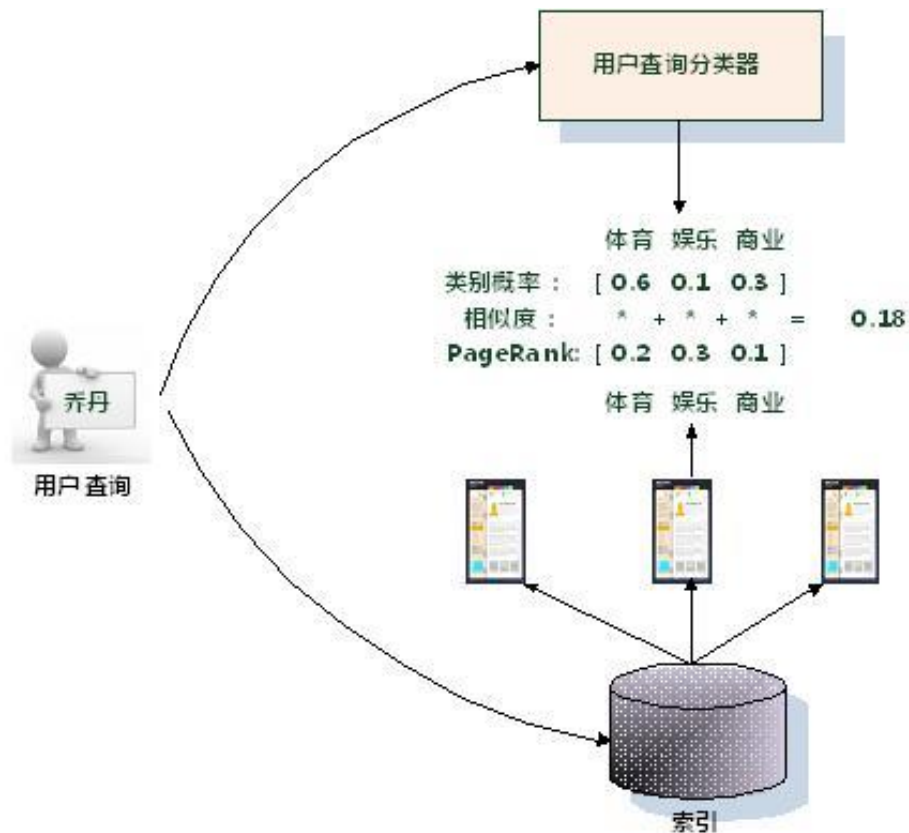 用户查询分类器
体育 娱乐 商业
类别概率： [ 0.6 0.1 0.3 ]
相似度： * + * + * = 0.18
PageRank: [ 0.2 0.3 0.1 ]
体育 娱乐 商业
乔丹
用户查询
索引